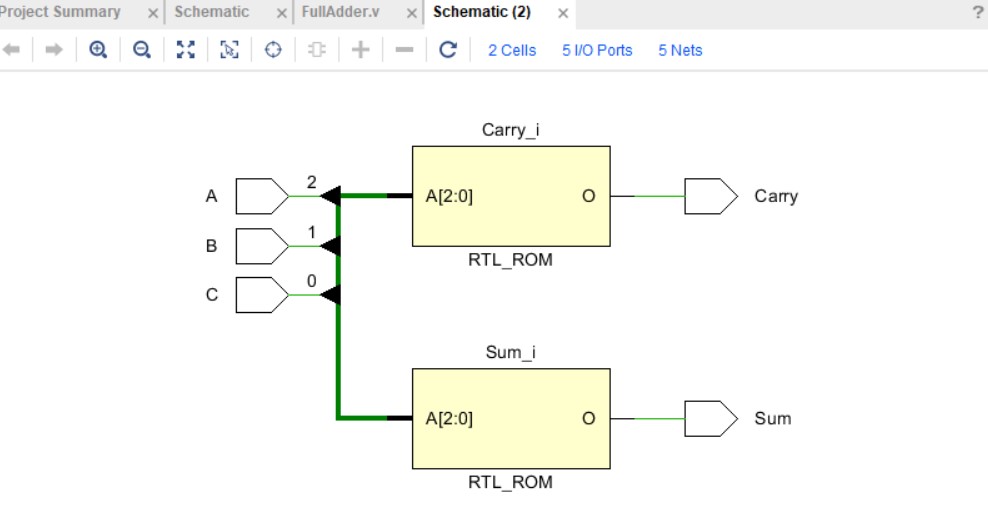 Project Summary × Schematic × FullAdder.v × Schematic (2) × ?
2 Cells 5 I/O Ports 5 Nets
Carry_i
A 2 A[2:0] O Carry
B 1
RTL_ROM
C 0
Sum_i
A[2:0] O Sum
RTL_ROM